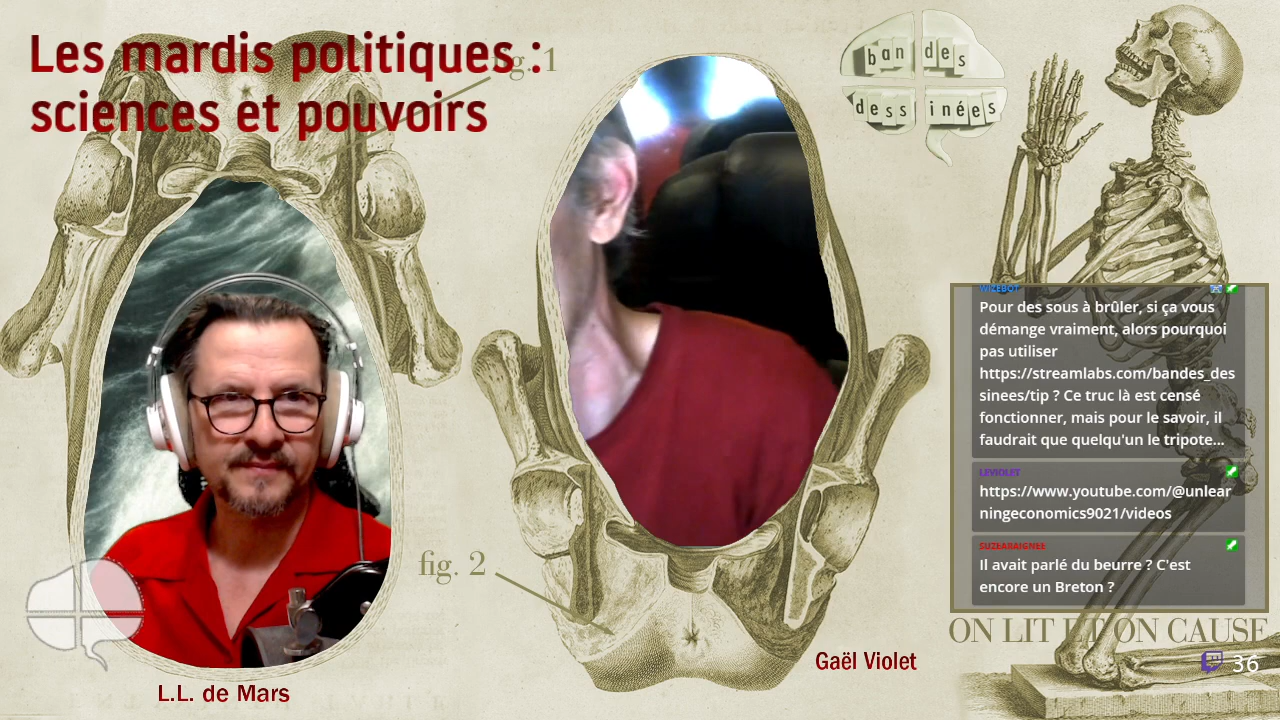 Les mardis politiques :
sciences et pouvoirs
fig. 1
ban des
dess inées
WIZEBOT
Pour des sous à brûler, si ça vous
démange vraiment, alors pourquoi
pas utiliser
https://streamlabs.com/bandes_des
sinees/tip ? Ce truc là est censé
fonctionner, mais pour le savoir, il
faudrait que quelqu'un le tripote...
LEVIOLET
https://www.youtube.com/@unlear
ningeconomics9021/videos
SUZEARAIGNEE
Il avait parlé du beurre ? C'est
encore un Breton ?
fig. 2
ON LIT ET ON CAUSE
36
Gaël Violet
L.L. de Mars